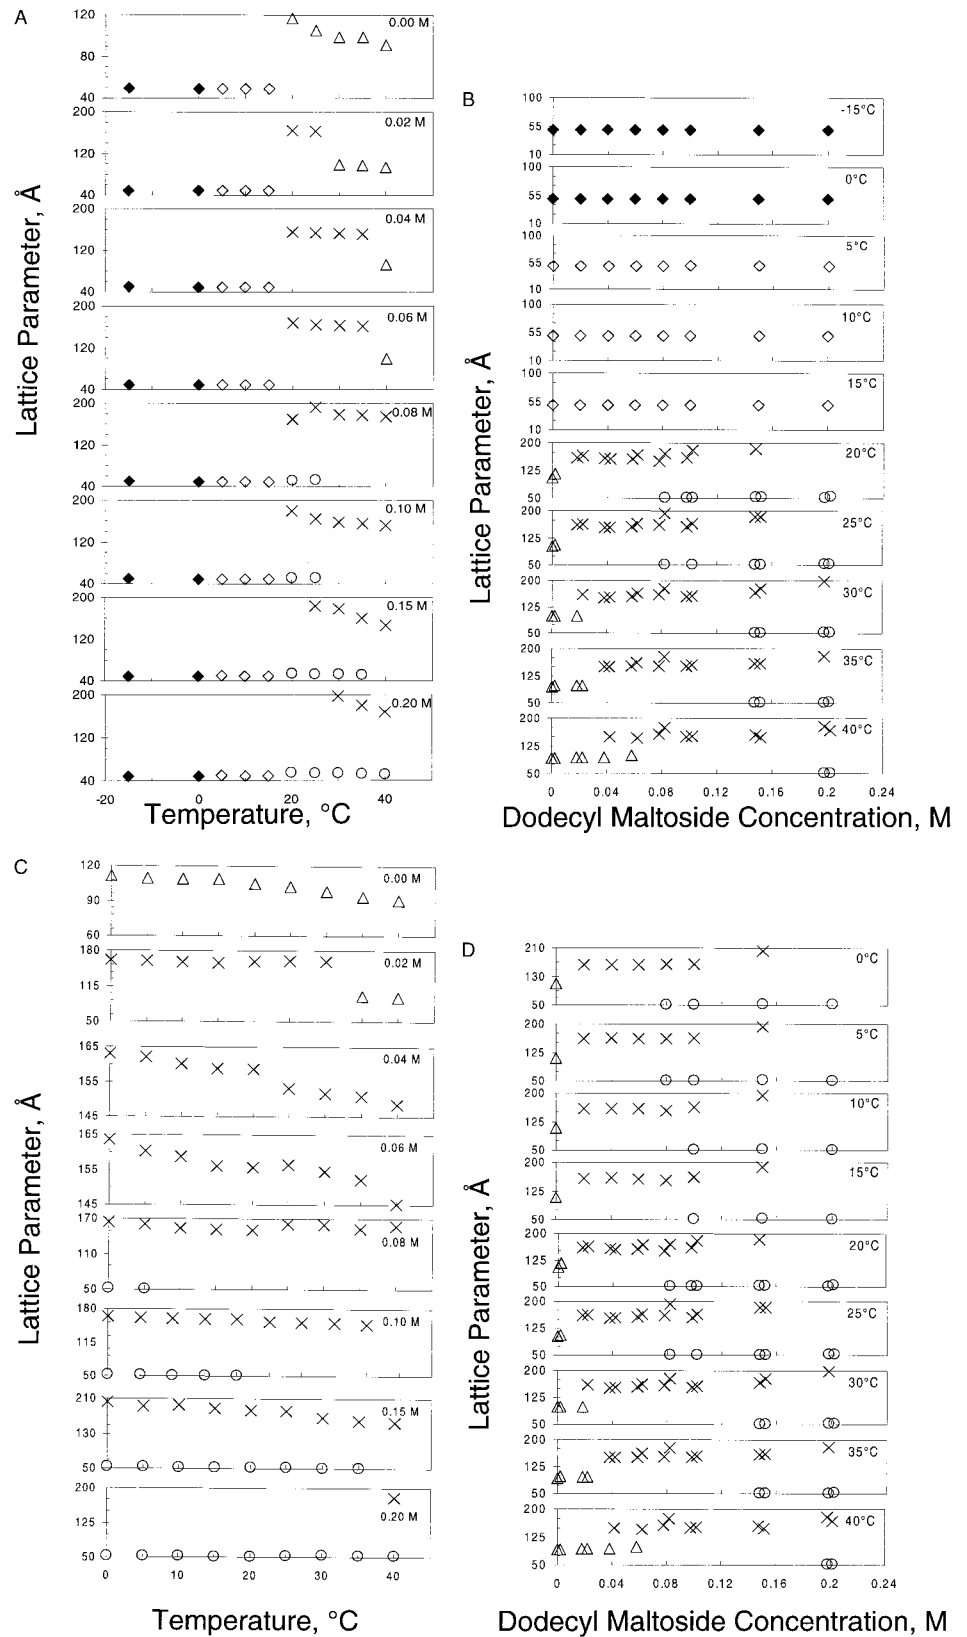 A
120
80
40
0.00 M
200
120
40
0.02 M
200
120
40
0.04 M
200
120
40
0.06 M
200
120
40
0.08 M
200
120
40
0.10 M
200
120
40
0.15 M
200
120
40
0.20 M
-20 0 20 40
Temperature, °C
Lattice Parameter, Å
B
100
55
10
-15°C
100
55
10
0°C
100
55
10
5°C
100
55
10
10°C
100
55
10
15°C
200
125
50
20°C
200
125
50
25°C
200
125
50
30°C
200
125
50
35°C
200
125
50
40°C
0 0.04 0.08 0.12 0.16 0.2 0.24
Dodecyl Maltoside Concentration, M
Lattice Parameter, Å
C
120
90
60
0.00 M
180
115
50
0.02 M
165
155
145
0.04 M
165
155
145
0.06 M
170
110
50
0.08 M
180
115
50
0.10 M
210
130
50
0.15 M
200
125
50
0.20 M
0 10 20 30 40
Temperature, °C
Lattice Parameter, Å
D
210
130
50
0°C
200
125
50
5°C
200
125
50
10°C
200
125
50
15°C
200
125
50
20°C
200
125
50
25°C
200
125
50
30°C
200
125
50
35°C
200
125
50
40°C
0 0.04 0.08 0.12 0.16 0.2 0.24
Dodecyl Maltoside Concentration, M
Lattice Parameter, Å